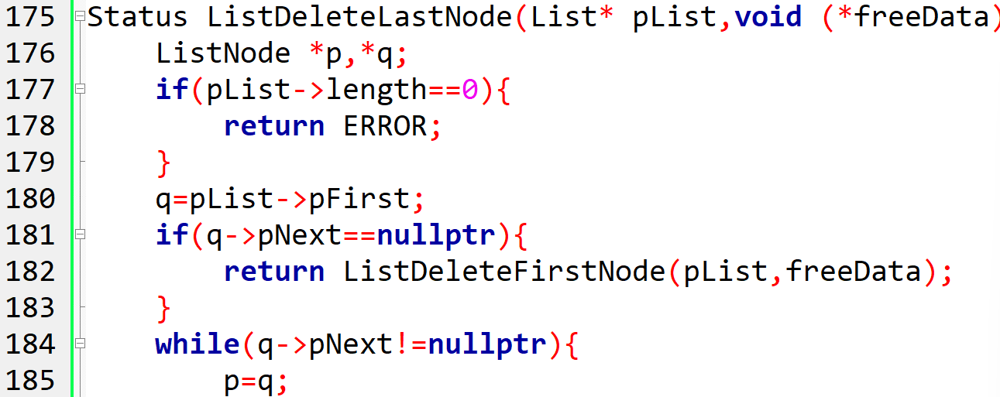 175 Status ListDeleteLastNode(List* pList,void (*freeData)
176 ListNode *p,*q;
177 if(pList->length==0){
178 return ERROR;
179 }
180 q=pList->pFirst;
181 if(q->pNext==nullptr){
182 return ListDeleteFirstNode(pList,freeData);
183 }
184 while(q->pNext!=nullptr){
185 p=q;